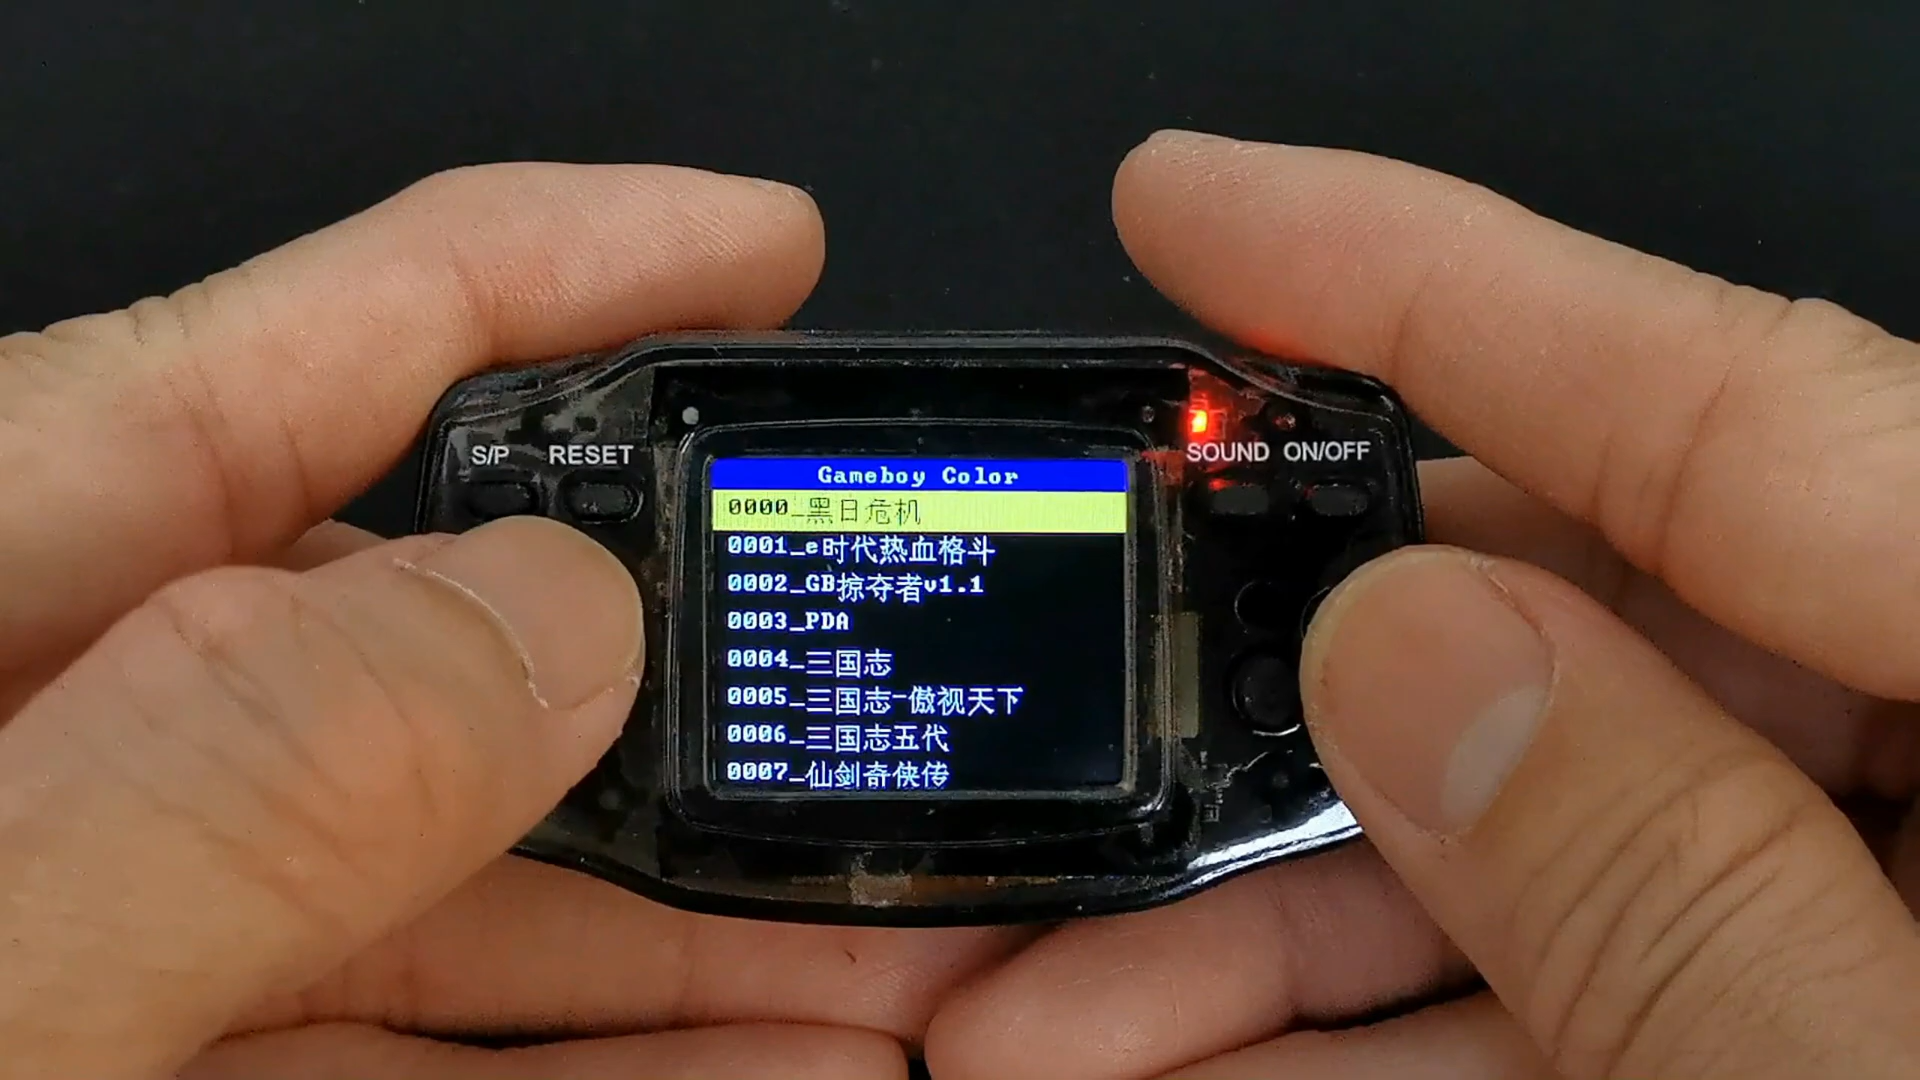 S/P RESET
SOUND ON/OFF
Gameboy Color
0000_黑日危机
0001_e时代热血格斗
0002_GB掠夺者v1.1
0003_PDA
0004_三国志
0005_三国志-傲视天下
0006_三国志五代
0007_仙剑奇侠传